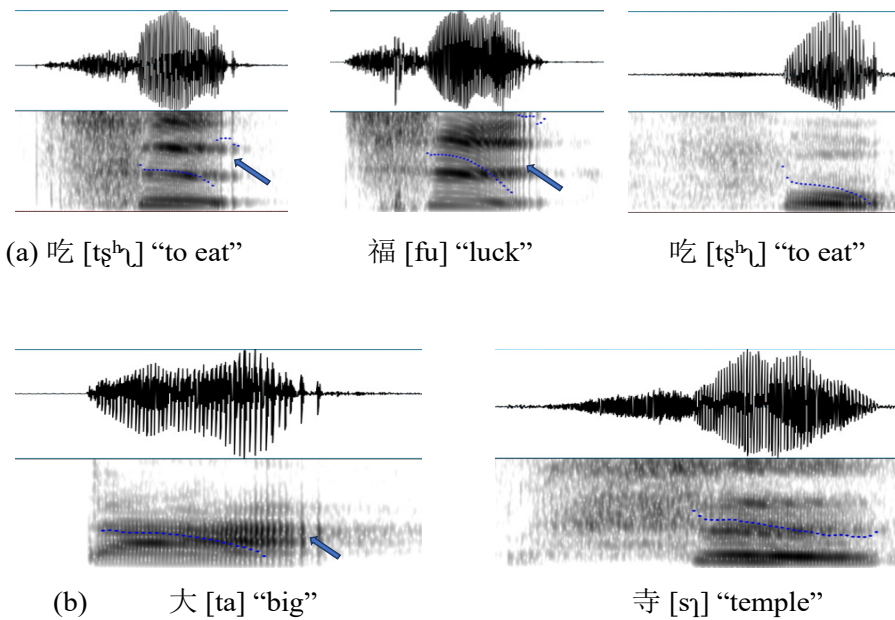 (a) 吃 [tʂʰʅ] “to eat” 福 [fu] “luck” 吃 [tʂʰʅ] “to eat”
(b) 大 [ta] “big” 寺 [sɿ] “temple”